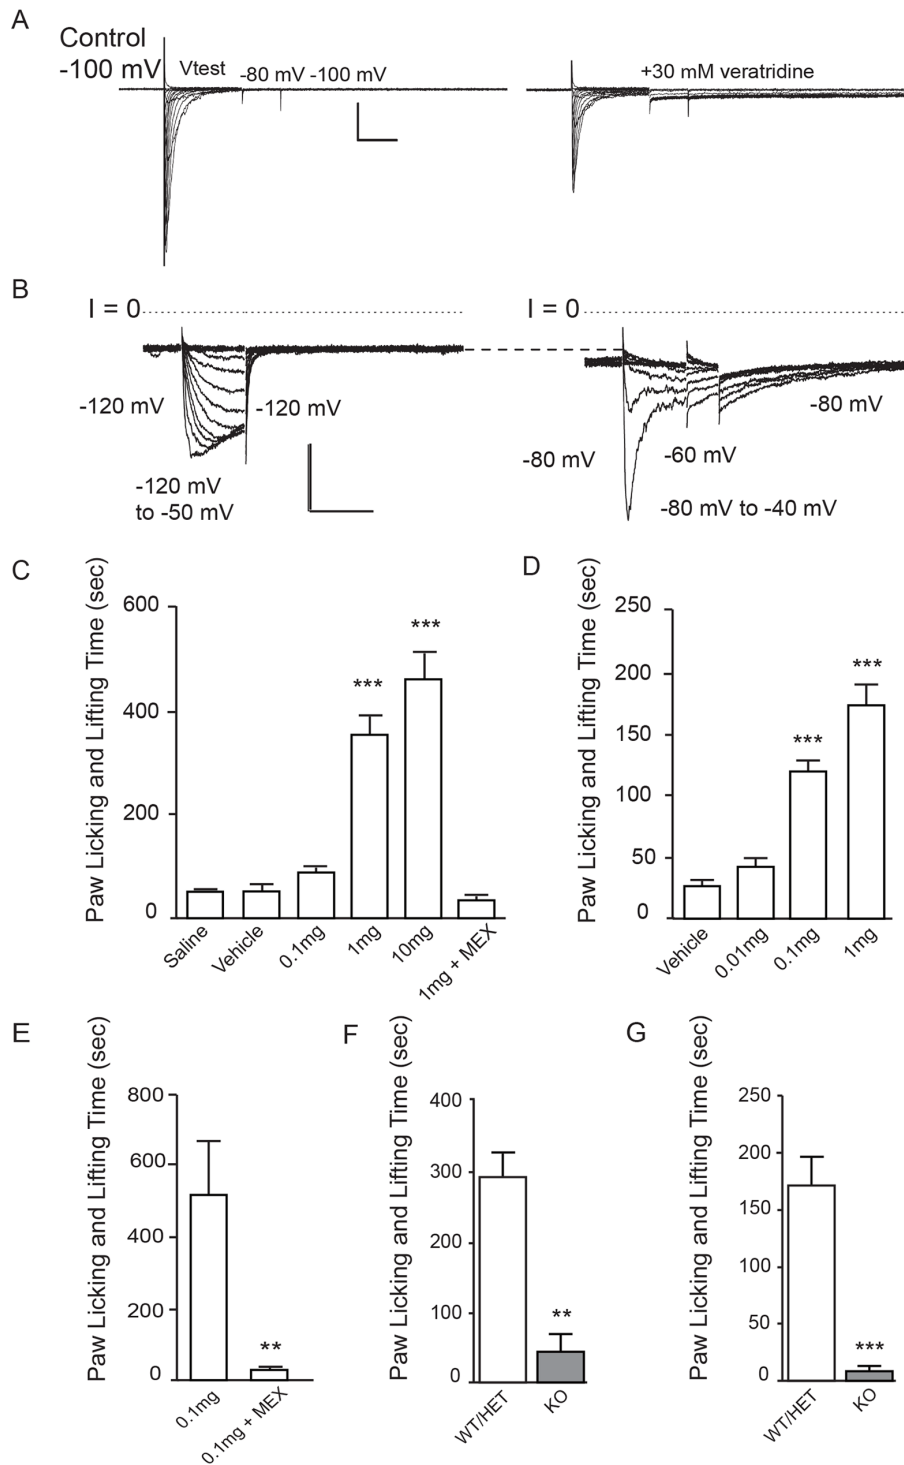 A
Control
-100 mV
Vtest
-80 mV -100 mV
+30 mM veratridine
B
I = 0
I = 0
-120 mV
-120 mV
-120 mV
to -50 mV
-80 mV
-60 mV
-80 mV
-80 mV to -40 mV
C
Paw Licking and Lifting Time (sec)
600
400
200
0
***
***
Saline
Vehicle
0.1mg
1mg
10mg
1mg + MEX
D
Paw Licking and Lifting Time (sec)
250
200
150
100
50
0
***
***
Vehicle
0.01mg
0.1mg
1mg
E
Paw Licking and Lifting Time (sec)
800
600
400
200
0
**
0.1mg
0.1mg + MEX
F
Paw Licking and Lifting Time (sec)
400
300
200
100
0
**
WT/HET
KO
G
Paw Licking and Lifting Time (sec)
250
200
150
100
50
0
***
WT/HET
KO